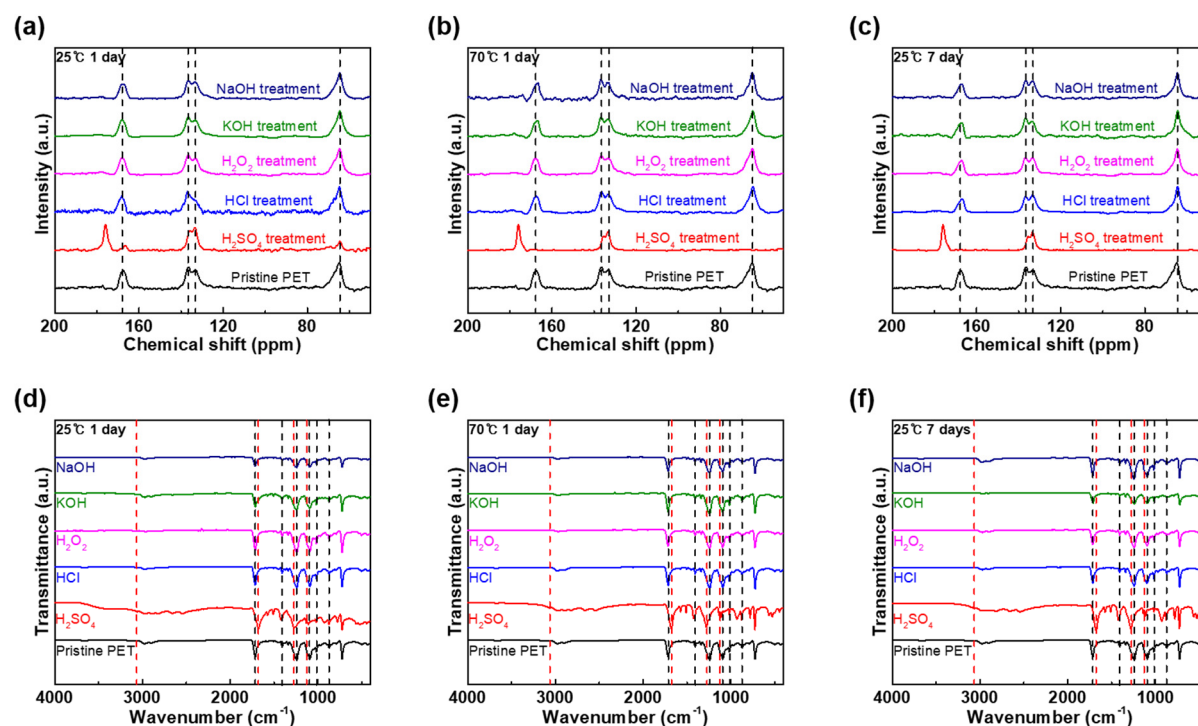 (a)
25℃ 1 day
NaOH treatment
KOH treatment
H₂O₂ treatment
HCl treatment
H₂SO₄ treatment
Pristine PET
Intensity (a.u.)
200 160 120 80
Chemical shift (ppm)
(b)
70℃ 1 day
NaOH treatment
KOH treatment
H₂O₂ treatment
HCl treatment
H₂SO₄ treatment
Pristine PET
Intensity (a.u.)
200 160 120 80
Chemical shift (ppm)
(c)
25℃ 7 day
NaOH treatment
KOH treatment
H₂O₂ treatment
HCl treatment
H₂SO₄ treatment
Pristine PET
Intensity (a.u.)
200 160 120 80
Chemical shift (ppm)
(d)
25℃ 1 day
NaOH
KOH
H₂O₂
HCl
H₂SO₄
Pristine PET
Transmittance (a.u.)
4000 3000 2000 1000
Wavenumber (cm⁻¹)
(e)
70℃ 1 day
NaOH
KOH
H₂O₂
HCl
H₂SO₄
Pristine PET
Transmittance (a.u.)
4000 3000 2000 1000
Wavenumber (cm⁻¹)
(f)
25℃ 7 days
NaOH
KOH
H₂O₂
HCl
H₂SO₄
Pristine PET
Transmittance (a.u.)
4000 3000 2000 1000
Wavenumber (cm⁻¹)